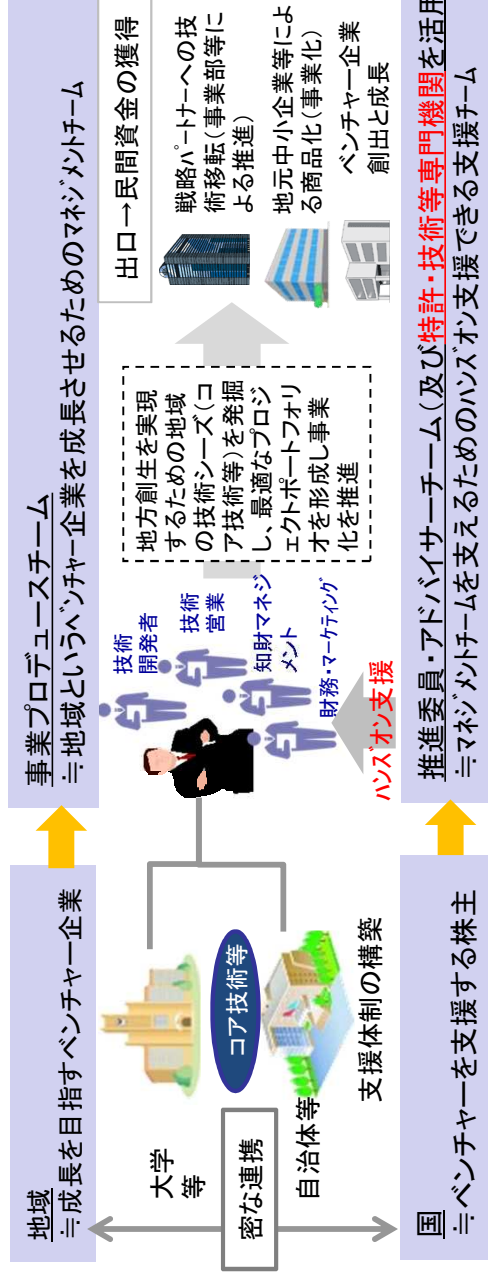 地域
≒成長を目指すベンチャー企業
事業プロデュースチーム
≒地域というベンチャー企業を成長させるためのマネジメントチーム
大学
等
密な連携
自治体等
コア技術等
支援体制の構築
技術
開発者
技術
営業
知財マネジ
メント
財務・マーケティング
ハンズオン支援
地方創生を実現
するための地域
の技術シーズ(コ
ア技術等)を発掘
し、最適なプロジ
ェクトポートフォリ
オを形成し事業
化を推進
出口→民間資金の獲得
戦略パートナーへの技
術移転(事業部等に
よる推進)
地元中小企業等によ
る商品化(事業化)
ベンチャー企業
創出と成長
国
≒ベンチャーを支援する株主
推進委員・アドバイザーチーム(及び特許・技術等専門機関を活用
≒マネジメントチームを支えるためのハンズオン支援できる支援チーム